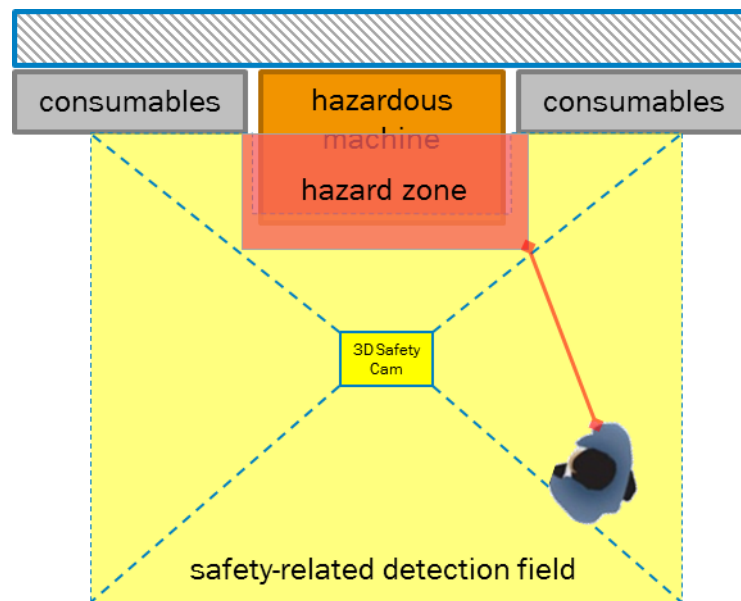 consumables
hazardous
machine
consumables
hazard zone
3D Safety
Cam
safety-related detection field